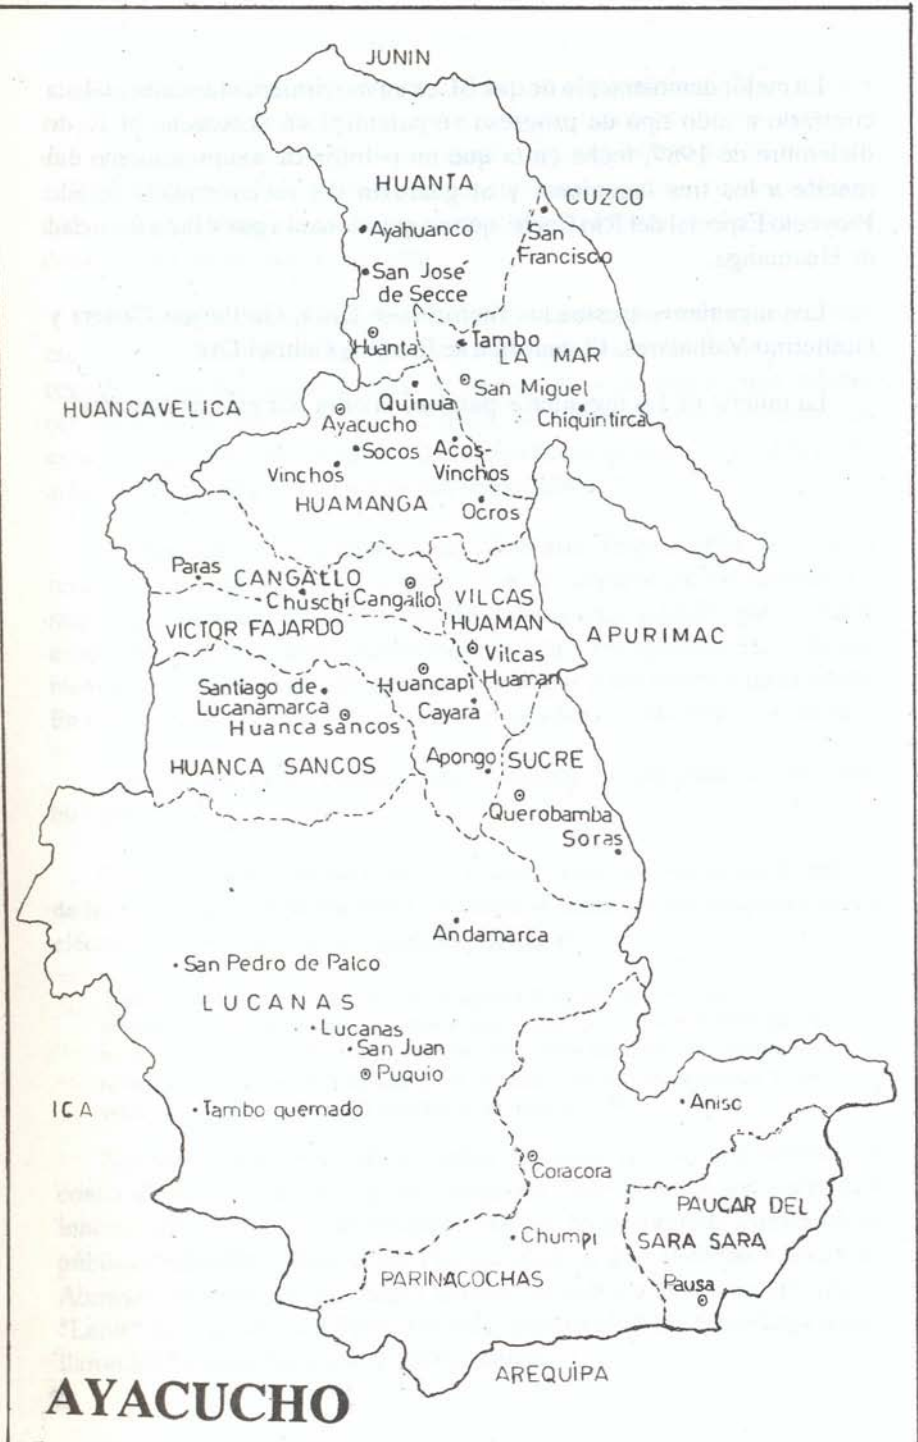 JUNIN
HUANTA
CUZCO
Ayahuanco
San
Francisco
San José
de Secce
Huanta
Tambo
LA MAR
San Miguel
Quinua
HUANCAVELICA
Ayacucho
Chiquintirca
Socos
Acos-
Vinchos
Vinchos
HUAMANGA
Ocros
Paras
CANGALLO
Chuschi
Cangallo
VILCAS
HUAMAN
VICTOR FAJARDO
APURIMAC
Vilcas
Huaman
Huancapi
Santiago de
Lucanamarca
Cayara
Huanca sancos
Apongo
SUCRE
HUANCA SANCOS
Querobamba
Soras
Andamarca
San Pedro de Palco
LUCANAS
Lucanas
San Juan
Puquio
ICA
Tambo quemado
Aniso
Coracora
PAUCAR DEL
SARA SARA
Chumpi
PARINACOCHAS
Pausa
AREQUIPA
AYACUCHO